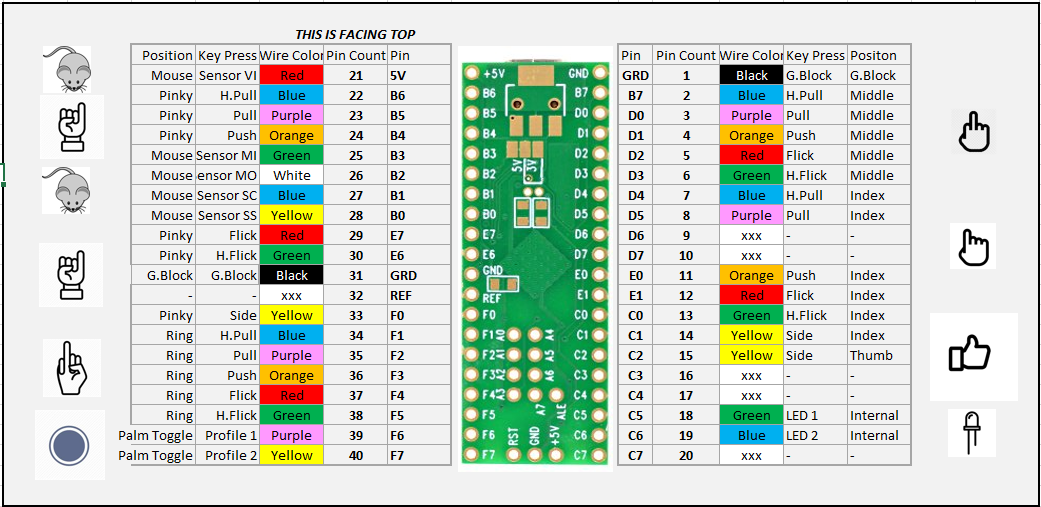 THIS IS FACING TOP
Position Key Press Wire Color Pin Count Pin
Mouse Sensor VI Red 21 5V
Pinky H.Pull Blue 22 B6
Pinky Pull Purple 23 B5
Pinky Push Orange 24 B4
Mouse Sensor MI Green 25 B3
Mouse ensor MO White 26 B2
Mouse Sensor SC Blue 27 B1
Mouse Sensor SS Yellow 28 B0
Pinky Flick Red 29 E7
Pinky H.Flick Green 30 E6
G.Block G.Block Black 31 GRD
- - xxx 32 REF
Pinky Side Yellow 33 F0
Ring H.Pull Blue 34 F1
Ring Pull Purple 35 F2
Ring Push Orange 36 F3
Ring Flick Red 37 F4
Ring H.Flick Green 38 F5
Palm Toggle Profile 1 Purple 39 F6
Palm Toggle Profile 2 Yellow 40 F7
+5V GND
B6 B7
B5 D0
B4 D1
B3 D2
5V 3V
B2 D3
B1 D4
B0 D5
E7 D6
E6 D7
GND E0
REF E1
F0 C0
F1 A0 A4 C1
F2 A1 A5 C2
F3 A2 A6 C3
F4 A3 A7 ALE C4
F5 C5
F6 RST GND +5V C6
F7 C7
Pin Pin Count Wire Color Key Press Positon
GRD 1 Black G.Block G.Block
B7 2 Blue H.Pull Middle
D0 3 Purple Pull Middle
D1 4 Orange Push Middle
D2 5 Red Flick Middle
D3 6 Green H.Flick Middle
D4 7 Blue H.Pull Index
D5 8 Purple Pull Index
D6 9 xxx - -
D7 10 xxx - -
E0 11 Orange Push Index
E1 12 Red Flick Index
C0 13 Green H.Flick Index
C1 14 Yellow Side Index
C2 15 Yellow Side Thumb
C3 16 xxx - -
C4 17 xxx - -
C5 18 Green LED 1 Internal
C6 19 Blue LED 2 Internal
C7 20 xxx - -